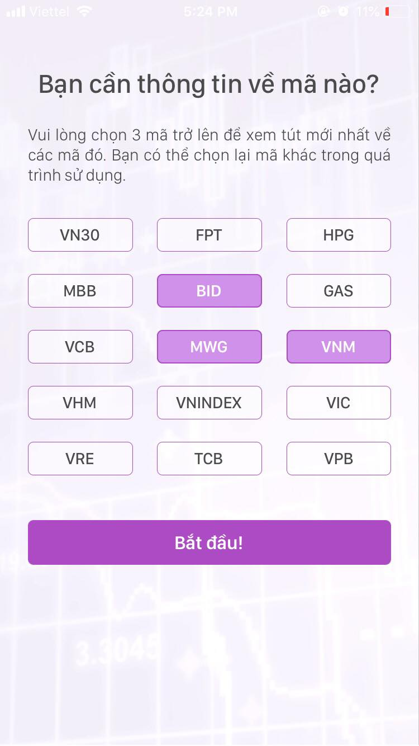 Viettel 5:24 PM 11%
Bạn cần thông tin về mã nào?
Vui lòng chọn 3 mã trở lên để xem tút mới nhất về
các mã đó. Bạn có thể chọn lại mã khác trong quá
trình sử dụng.
VN30 FPT HPG
MBB BID GAS
VCB MWG VNM
VHM VNINDEX VIC
VRE TCB VPB
Bắt đầu!
3.3045